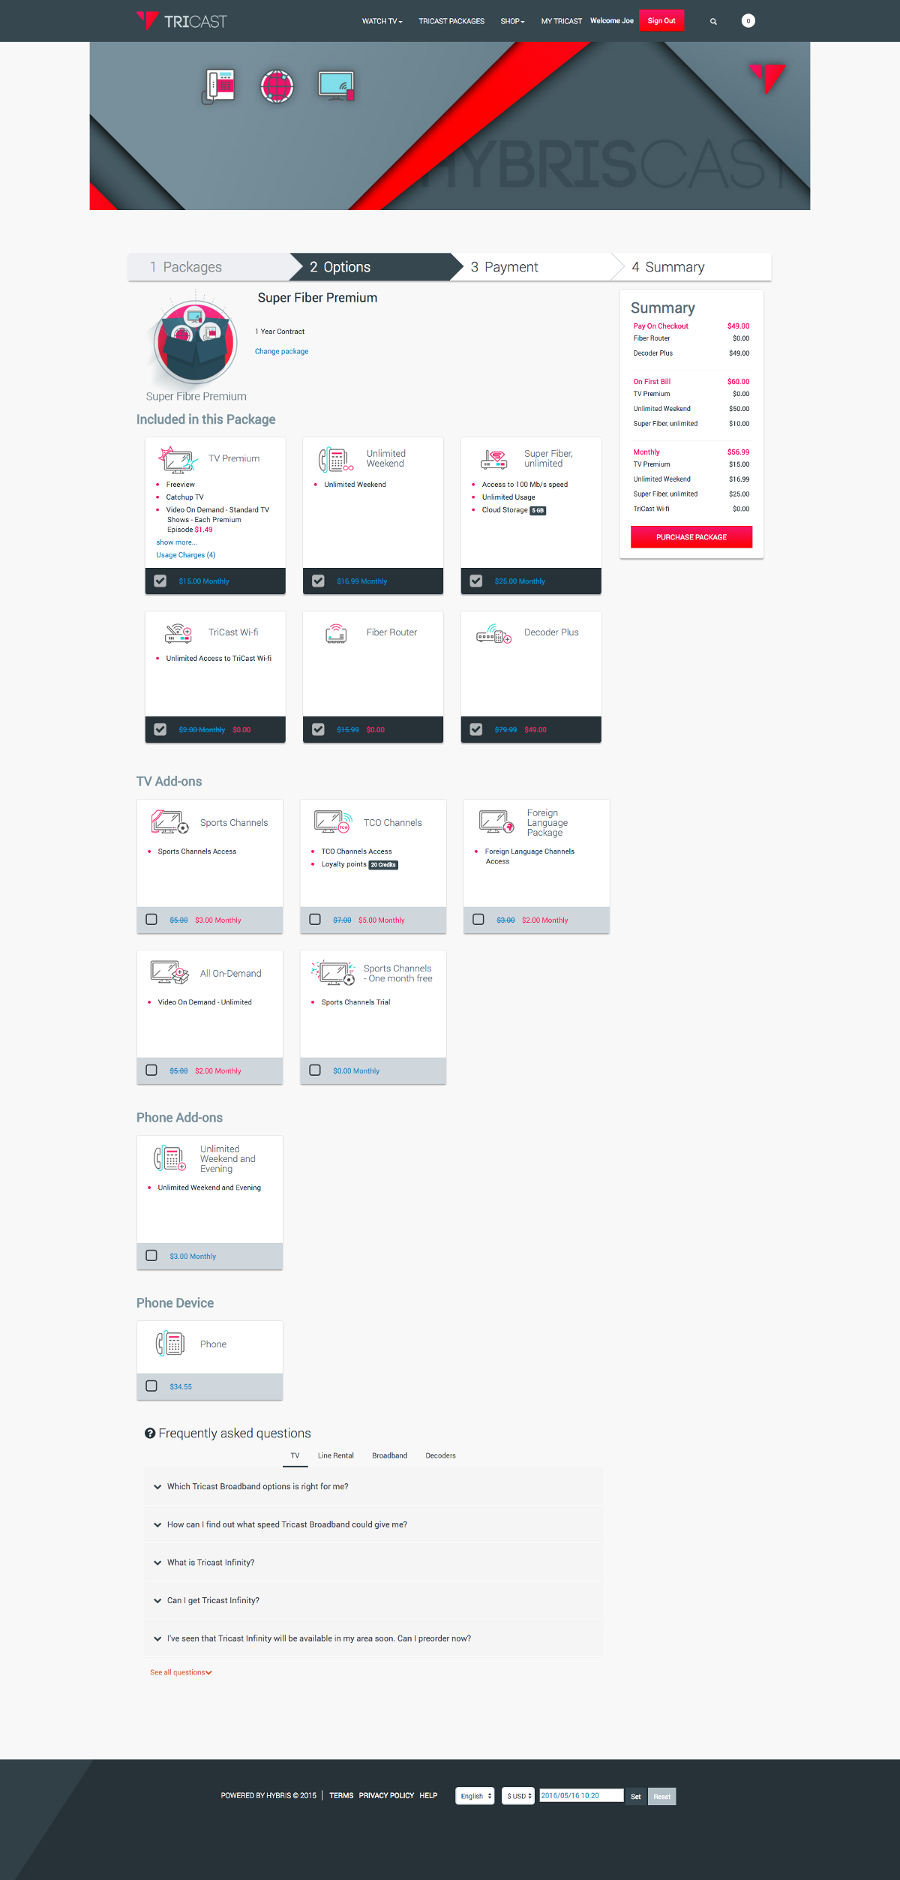 TRICAST
WATCH TV
TRICAST PACKAGES
SHOP
MY TRICAST
Welcome Joe
Sign Out
0
HYBRISCAST
1 Packages
2 Options
3 Payment
4 Summary
Super Fiber Premium
1 Year Contract
Change package
Super Fibre Premium
Summary
Pay On Checkout $49.00
Fiber Router $0.00
Decoder Plus $49.00
On First Bill $60.00
TV Premium $0.00
Unlimited Weekend $50.00
Super Fiber, unlimited $10.00
Monthly $56.99
TV Premium $15.00
Unlimited Weekend $16.99
Super Fiber, unlimited $25.00
TriCast Wi-fi $0.00
PURCHASE PACKAGE
Included in this Package
TV Premium
Freeview
Catchup TV
Video On Demand - Standard TV
Shows - Each Premium
Episode $1.49
show more...
Usage Charges (4)
$15.00 Monthly
Unlimited
Weekend
Unlimited Weekend
$16.99 Monthly
Super Fiber,
unlimited
Access to 100 Mb/s speed
Unlimited Usage
Cloud Storage 5 GB
$25.00 Monthly
TriCast Wi-fi
Unlimited Access to TriCast Wi-fi
$2.00 Monthly $0.00
Fiber Router
$15.99 $0.00
Decoder Plus
$79.99 $49.00
TV Add-ons
Sports Channels
Sports Channels Access
$5.00 $3.00 Monthly
TCO
TCO Channels
TCO Channels Access
Loyalty points 20 Credits
$7.00 $5.00 Monthly
Foreign
Language
Package
Foreign Language Channels
Access
$3.00 $2.00 Monthly
All On-Demand
Video On Demand - Unlimited
$5.00 $2.00 Monthly
Sports Channels
- One month free
Sports Channels Trial
$0.00 Monthly
Phone Add-ons
Unlimited
Weekend and
Evening
Unlimited Weekend and Evening
$3.00 Monthly
Phone Device
Phone
$34.55
Frequently asked questions
TV
Line Rental
Broadband
Decoders
Which Tricast Broadband options is right for me?
How can I find out what speed Tricast Broadband could give me?
What is Tricast Infinity?
Can I get Tricast Infinity?
I've seen that Tricast Infinity will be available in my area soon. Can I preorder now?
See all questions
POWERED BY HYBRIS © 2015 | TERMS PRIVACY POLICY HELP
English
$ USD
2016/05/16 10:20
Set
Reset